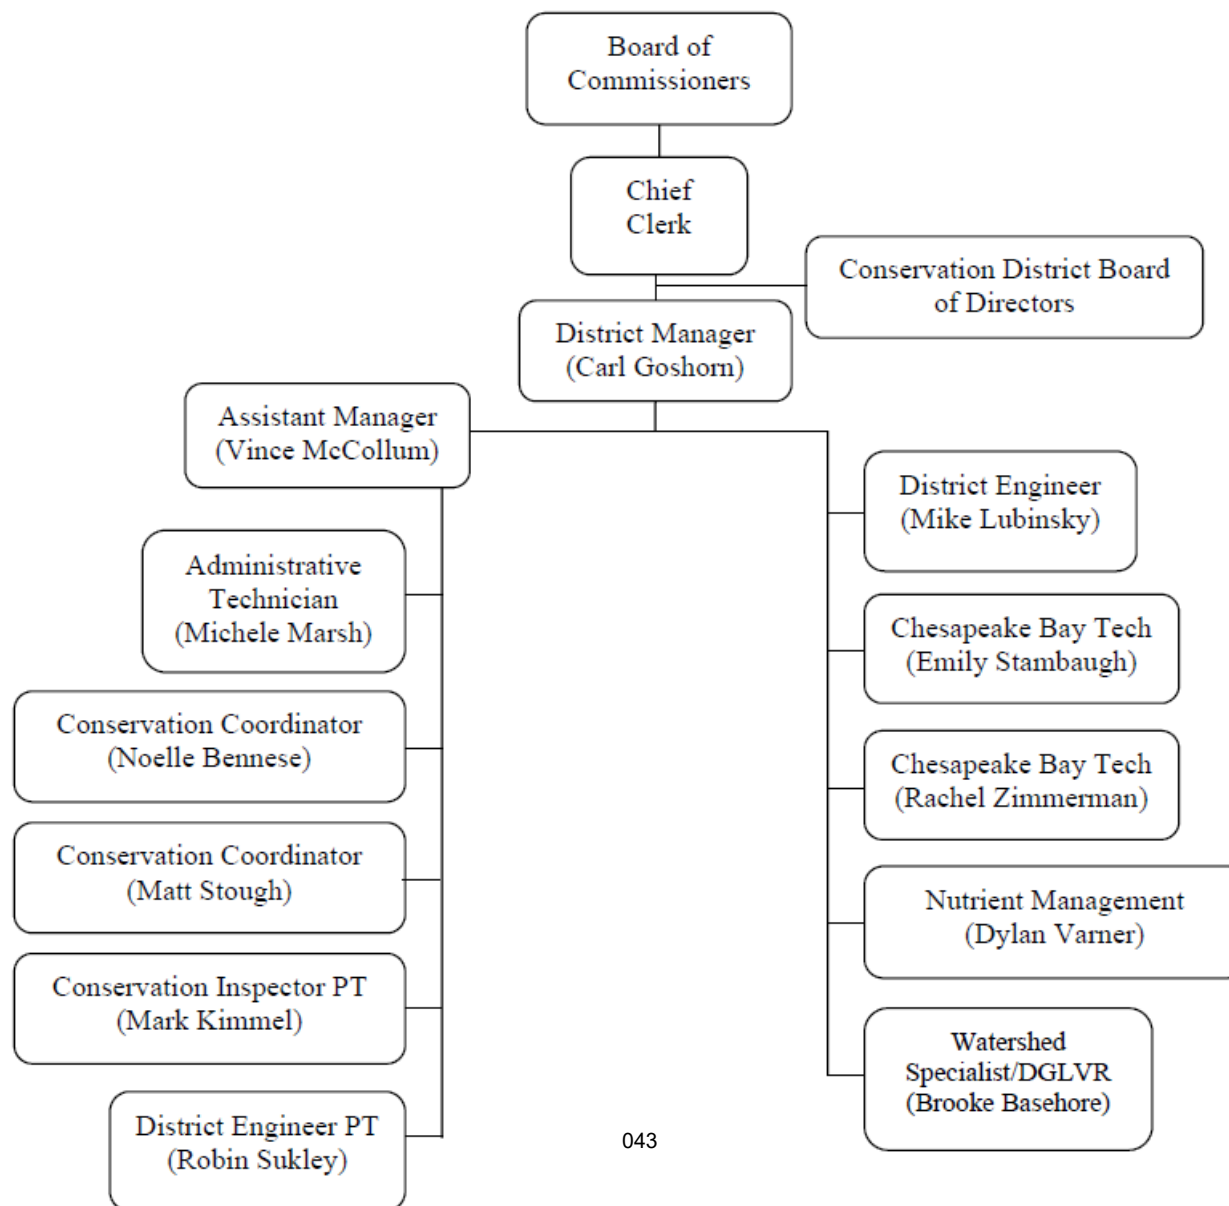 Board of
Commissioners
Chief
Clerk
Conservation District Board
of Directors
District Manager
(Carl Goshorn)
Assistant Manager
(Vince McCollum)
Administrative
Technician
(Michele Marsh)
Conservation Coordinator
(Noelle Bennese)
Conservation Coordinator
(Matt Stough)
Conservation Inspector PT
(Mark Kimmel)
District Engineer PT
(Robin Sukley)
District Engineer
(Mike Lubinsky)
Chesapeake Bay Tech
(Emily Stambaugh)
Chesapeake Bay Tech
(Rachel Zimmerman)
Nutrient Management
(Dylan Varner)
Watershed
Specialist/DGLVR
(Brooke Basehore)
043